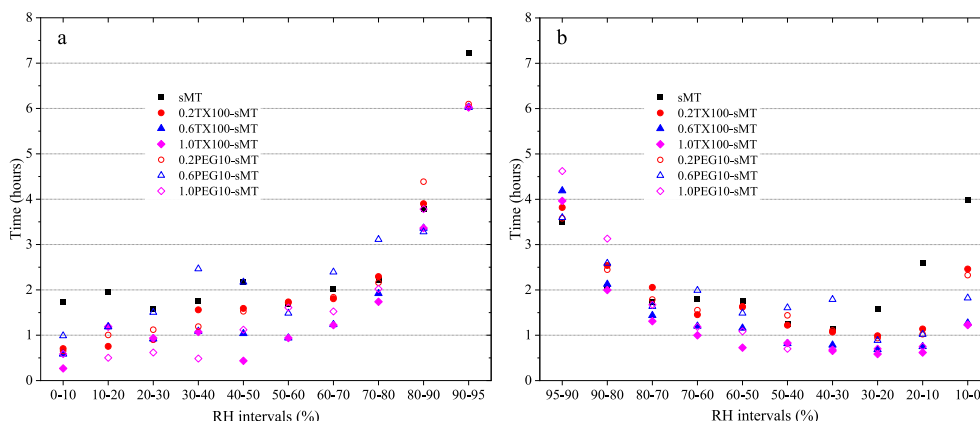 a
Time (hours)
8
7
6
5
4
3
2
1
0
sMT
0.2TX100-sMT
0.6TX100-sMT
1.0TX100-sMT
0.2PEG10-sMT
0.6PEG10-sMT
1.0PEG10-sMT
0-10 10-20 20-30 30-40 40-50 50-60 60-70 70-80 80-90 90-95
RH intervals (%)
b
Time (hours)
8
7
6
5
4
3
2
1
0
sMT
0.2TX100-sMT
0.6TX100-sMT
1.0TX100-sMT
0.2PEG10-sMT
0.6PEG10-sMT
1.0PEG10-sMT
95-90 90-80 80-70 70-60 60-50 50-40 40-30 30-20 20-10 10-0
RH intervals (%)